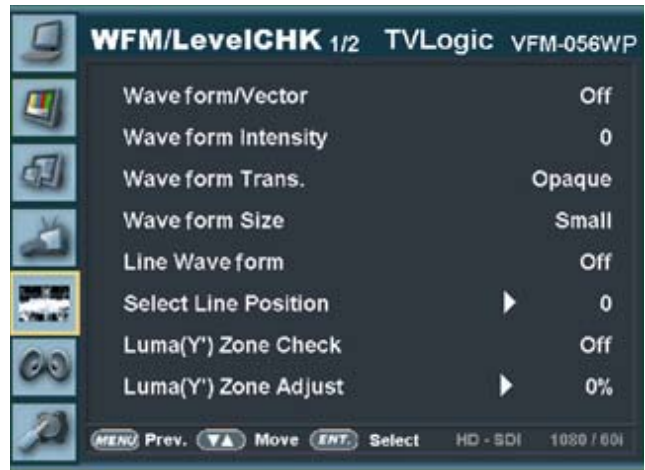 WFM/LevelCHK 1/2 TVLogic VFM-056WP
Wave form/Vector Off
Wave form Intensity 0
Wave form Trans. Opaque
Wave form Size Small
Line Wave form Off
Select Line Position ▶ 0
Luma(Y') Zone Check Off
Luma(Y') Zone Adjust ▶ 0%
MENU Prev. ▼▲ Move ENT. Select HD - SDI 1080 / 60i